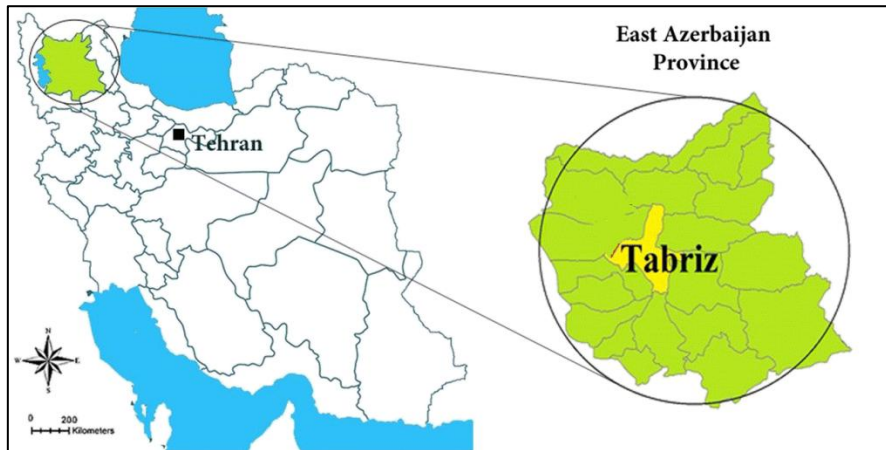 East Azerbaijan
Province
Tehran
Tabriz
N
W E
S
0 200
Kilometers